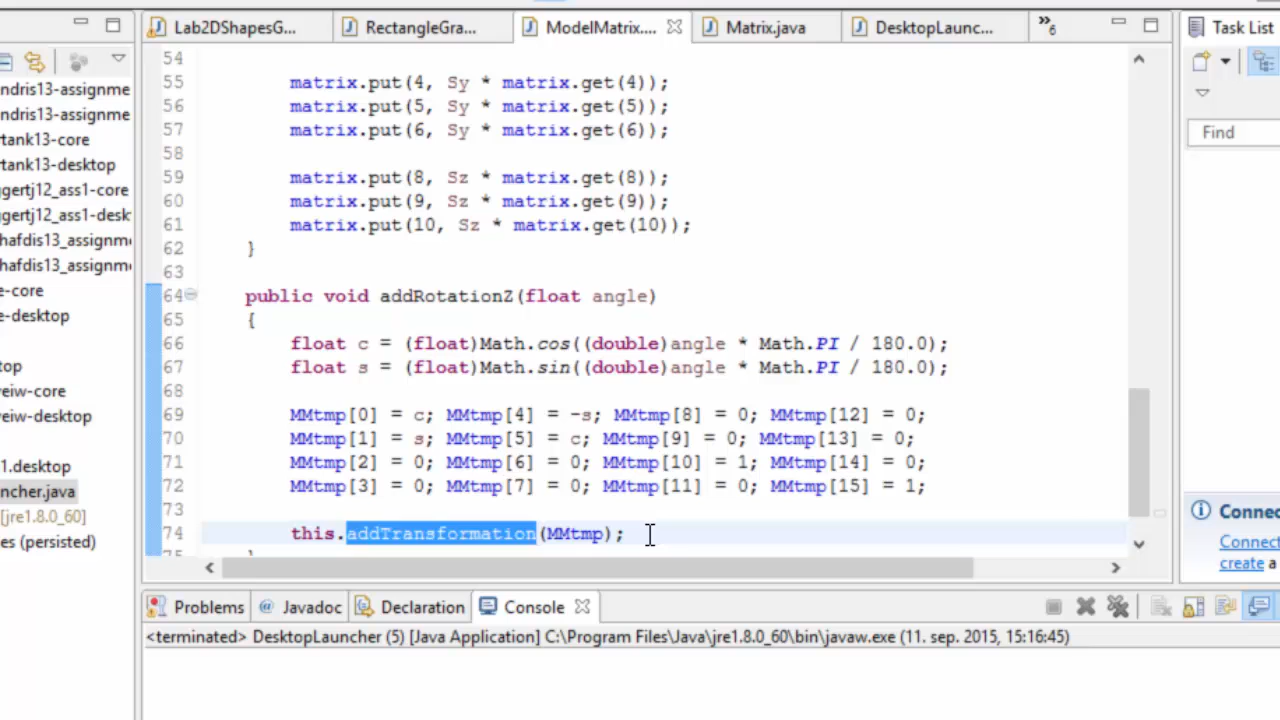 Lab2DShapesG... RectangleGra... ModelMatrix.... Matrix.java DesktopLaunc... »6 Task List
Find
ndris13-assignme
ndris13-assignme
rtank13-core
rtank13-desktop
ggertj12_ass1-core
ggertj12_ass1-desk
hafdis13_assignme
hafdis13_assignme
e-core
e-desktop
top
veiw-core
veiw-desktop
1.desktop
ncher.java
[jre1.8.0_60]
es (persisted)
54
55 matrix.put(4, Sy * matrix.get(4));
56 matrix.put(5, Sy * matrix.get(5));
57 matrix.put(6, Sy * matrix.get(6));
58
59 matrix.put(8, Sz * matrix.get(8));
60 matrix.put(9, Sz * matrix.get(9));
61 matrix.put(10, Sz * matrix.get(10));
62 }
63
64 public void addRotationZ(float angle)
65 {
66 float c = (float)Math.cos((double)angle * Math.PI / 180.0);
67 float s = (float)Math.sin((double)angle * Math.PI / 180.0);
68
69 MMtmp[0] = c; MMtmp[4] = -s; MMtmp[8] = 0; MMtmp[12] = 0;
70 MMtmp[1] = s; MMtmp[5] = c; MMtmp[9] = 0; MMtmp[13] = 0;
71 MMtmp[2] = 0; MMtmp[6] = 0; MMtmp[10] = 1; MMtmp[14] = 0;
72 MMtmp[3] = 0; MMtmp[7] = 0; MMtmp[11] = 0; MMtmp[15] = 1;
73
74 this.addTransformation(MMtmp);
75 }
Connec
Connect
create a
Problems @ Javadoc Declaration Console
<terminated> DesktopLauncher (5) [Java Application] C:\Program Files\Java\jre1.8.0_60\bin\javaw.exe (11. sep. 2015, 15:16:45)